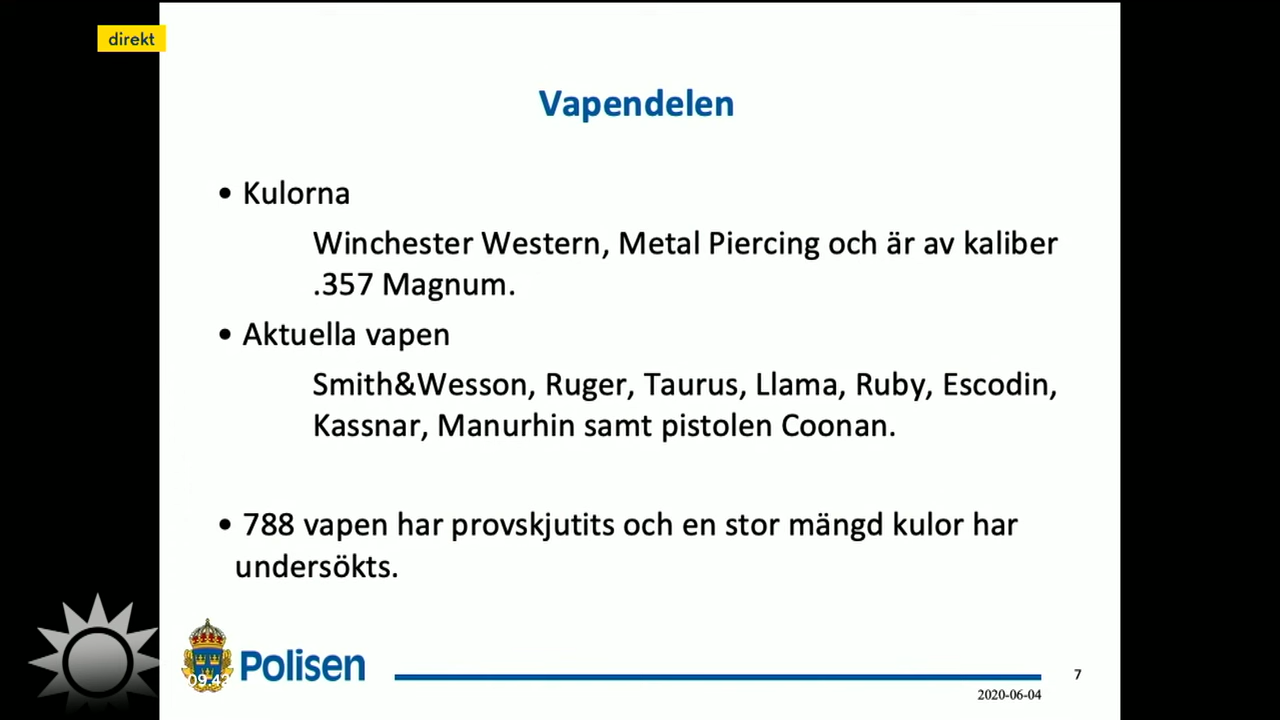 direkt
Vapendelen
• Kulorna
Winchester Western, Metal Piercing och är av kaliber
.357 Magnum.
• Aktuella vapen
Smith&Wesson, Ruger, Taurus, Llama, Ruby, Escodin,
Kassnar, Manurhin samt pistolen Coonan.
• 788 vapen har provskjutits och en stor mängd kulor har
undersökts.
09.42
Polisen
7
2020-06-04